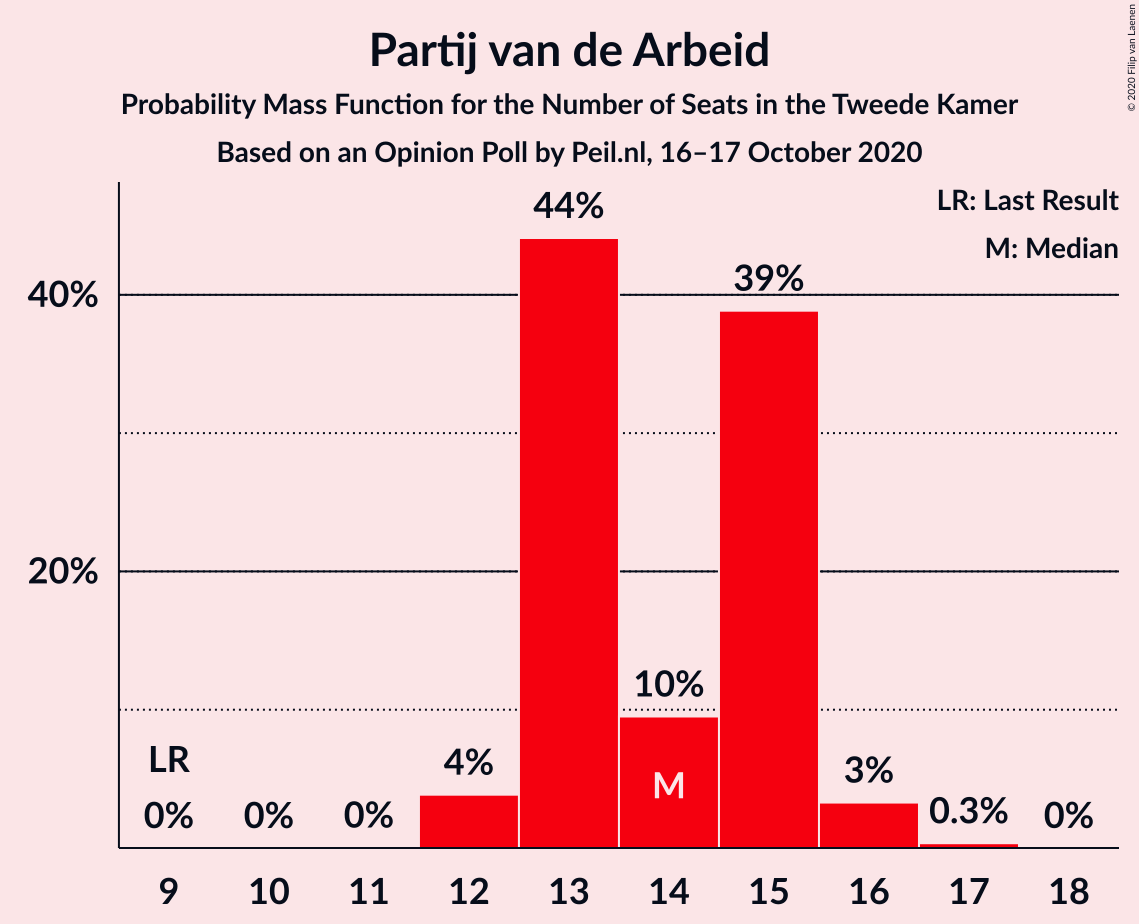 Partij van de Arbeid
Probability Mass Function for the Number of Seats in the Tweede Kamer
Based on an Opinion Poll by Peil.nl, 16–17 October 2020
© 2020 Filip van Laenen
LR: Last Result
M: Median
44%
39%
40%
20%
10%
LR
4%
M
3%
0.3%
0%
0%
0%
0%
9
10
11
12
13
14
15
16
17
18